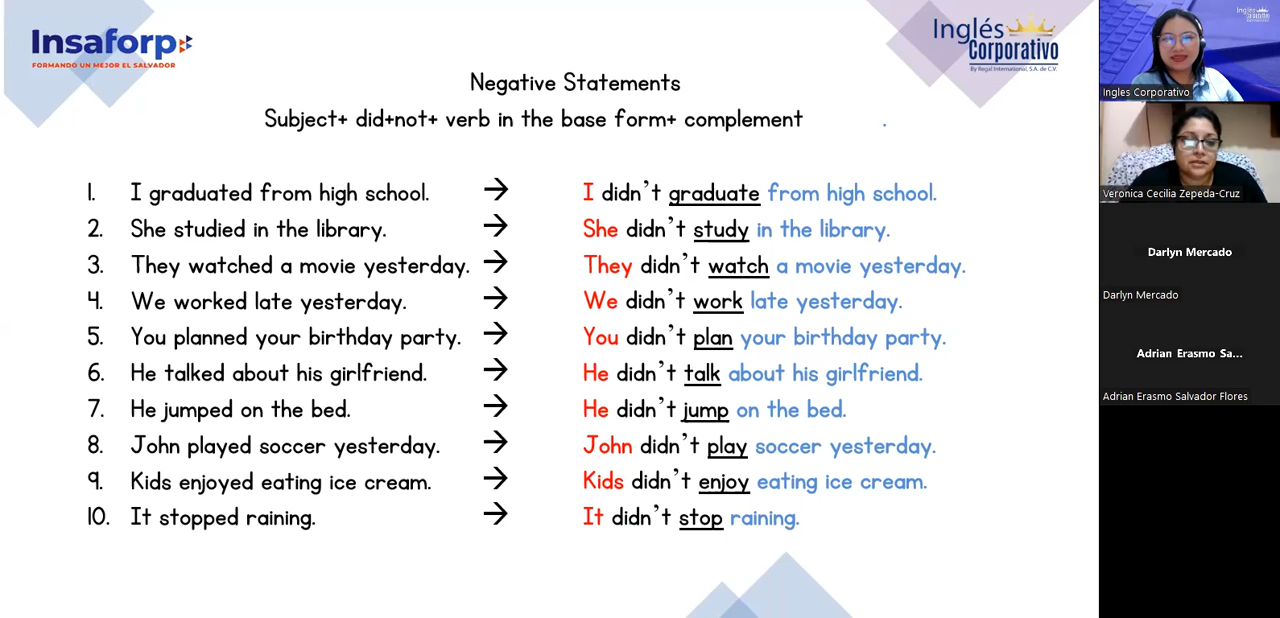 Insaforp
FORMANDO UN MEJOR EL SALVADOR
Inglés
Corporativo
By Regal International, S.A. de C.V.
Negative Statements
Subject+ did+not+ verb in the base form+ complement
1. I graduated from high school. → I didn't graduate from high school.
2. She studied in the library. → She didn't study in the library.
3. They watched a movie yesterday. → They didn't watch a movie yesterday.
4. We worked late yesterday. → We didn't work late yesterday.
5. You planned your birthday party. → You didn't plan your birthday party.
6. He talked about his girlfriend. → He didn't talk about his girlfriend.
7. He jumped on the bed. → He didn't jump on the bed.
8. John played soccer yesterday. → John didn't play soccer yesterday.
9. Kids enjoyed eating ice cream. → Kids didn't enjoy eating ice cream.
10. It stopped raining. → It didn't stop raining.
Inglés
Ingles Corporativo
Veronica Cecilia Zepeda-Cruz
Darlyn Mercado
Darlyn Mercado
Adrian Erasmo Sa...
Adrian Erasmo Salvador Flores